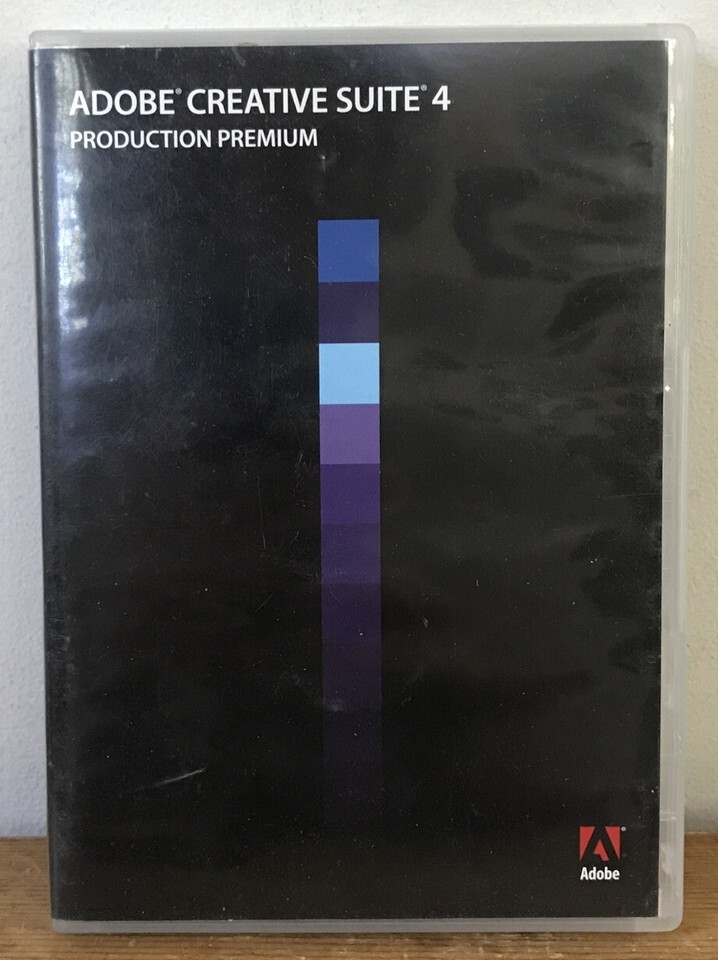 ADOBE® CREATIVE SUITE® 4
PRODUCTION PREMIUM
Adobe